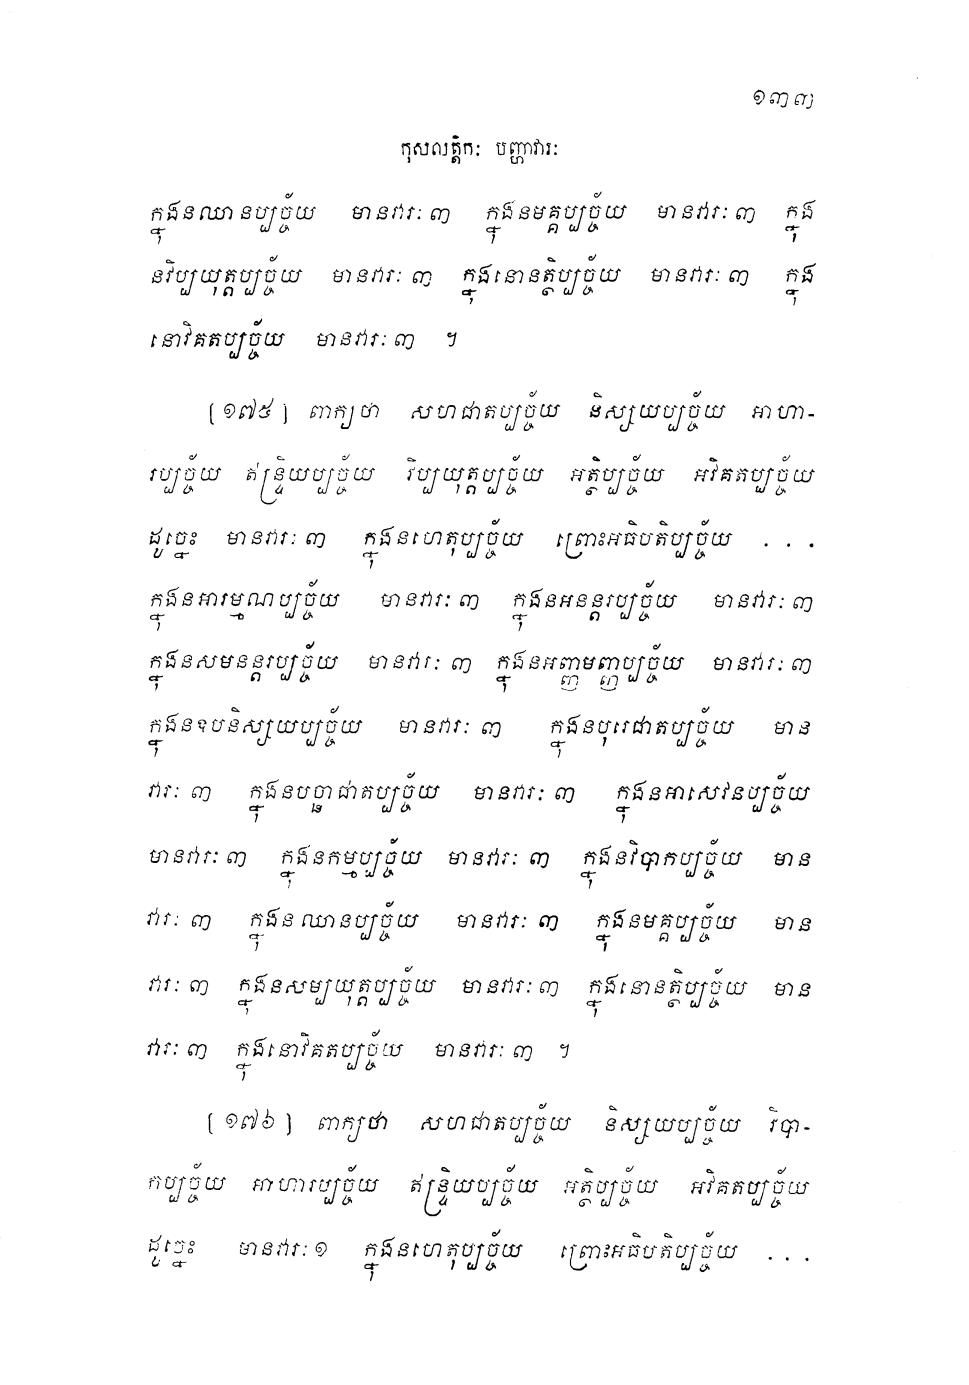 ១៣៣
កុសលត្តិកៈ បញ្ហាវារៈ
ក្នុងនឈានប្បច្ច័យ មានវារៈ ៣ ក្នុងនមគ្គប្បច្ច័យ មានវារៈ ៣ ក្នុង
នវិប្បយុត្តប្បច្ច័យ មានវារៈ ៣ ក្នុងនោនត្ថិប្បច្ច័យ មានវារៈ ៣ ក្នុង
នោវិគតប្បច្ច័យ មានវារៈ ៣ ។
[១៧៥] ពាក្យថា សហជាតប្បច្ច័យ និស្សយប្បច្ច័យ អាហា-
រប្បច្ច័យ ឥន្ទ្រិយប្បច្ច័យ វិប្បយុត្តប្បច្ច័យ អត្ថិប្បច្ច័យ អវិគតប្បច្ច័យ
ដូច្នេះ មានវារៈ ៣ ក្នុងនហេតុប្បច្ច័យ ព្រោះអធិបតិប្បច្ច័យ . . .
ក្នុងនអារម្មណប្បច្ច័យ មានវារៈ ៣ ក្នុងនអនន្តរប្បច្ច័យ មានវារៈ ៣
ក្នុងនសមនន្តរប្បច្ច័យ មានវារៈ ៣ ក្នុងនអញ្ញមញ្ញប្បច្ច័យ មានវារៈ ៣
ក្នុងនឧបនិស្សយប្បច្ច័យ មានវារៈ ៣ ក្នុងនបុរេជាតប្បច្ច័យ មាន
វារៈ ៣ ក្នុងនបច្ឆាជាតប្បច្ច័យ មានវារៈ ៣ ក្នុងនអាសេវនប្បច្ច័យ
មានវារៈ ៣ ក្នុងនកម្មប្បច្ច័យ មានវារៈ ៣ ក្នុងនវិបាកប្បច្ច័យ មាន
វារៈ ៣ ក្នុងនឈានប្បច្ច័យ មានវារៈ ៣ ក្នុងនមគ្គប្បច្ច័យ មាន
វារៈ ៣ ក្នុងនសម្បយុត្តប្បច្ច័យ មានវារៈ ៣ ក្នុងនោនត្ថិប្បច្ច័យ មាន
វារៈ ៣ ក្នុងនោវិគតប្បច្ច័យ មានវារៈ ៣ ។
[១៧៦] ពាក្យថា សហជាតប្បច្ច័យ និស្សយប្បច្ច័យ វិបា-
កប្បច្ច័យ អាហារប្បច្ច័យ ឥន្ទ្រិយប្បច្ច័យ អត្ថិប្បច្ច័យ អវិគតប្បច្ច័យ
ដូច្នេះ មានវារៈ ១ ក្នុងនហេតុប្បច្ច័យ ព្រោះអធិបតិប្បច្ច័យ . . .